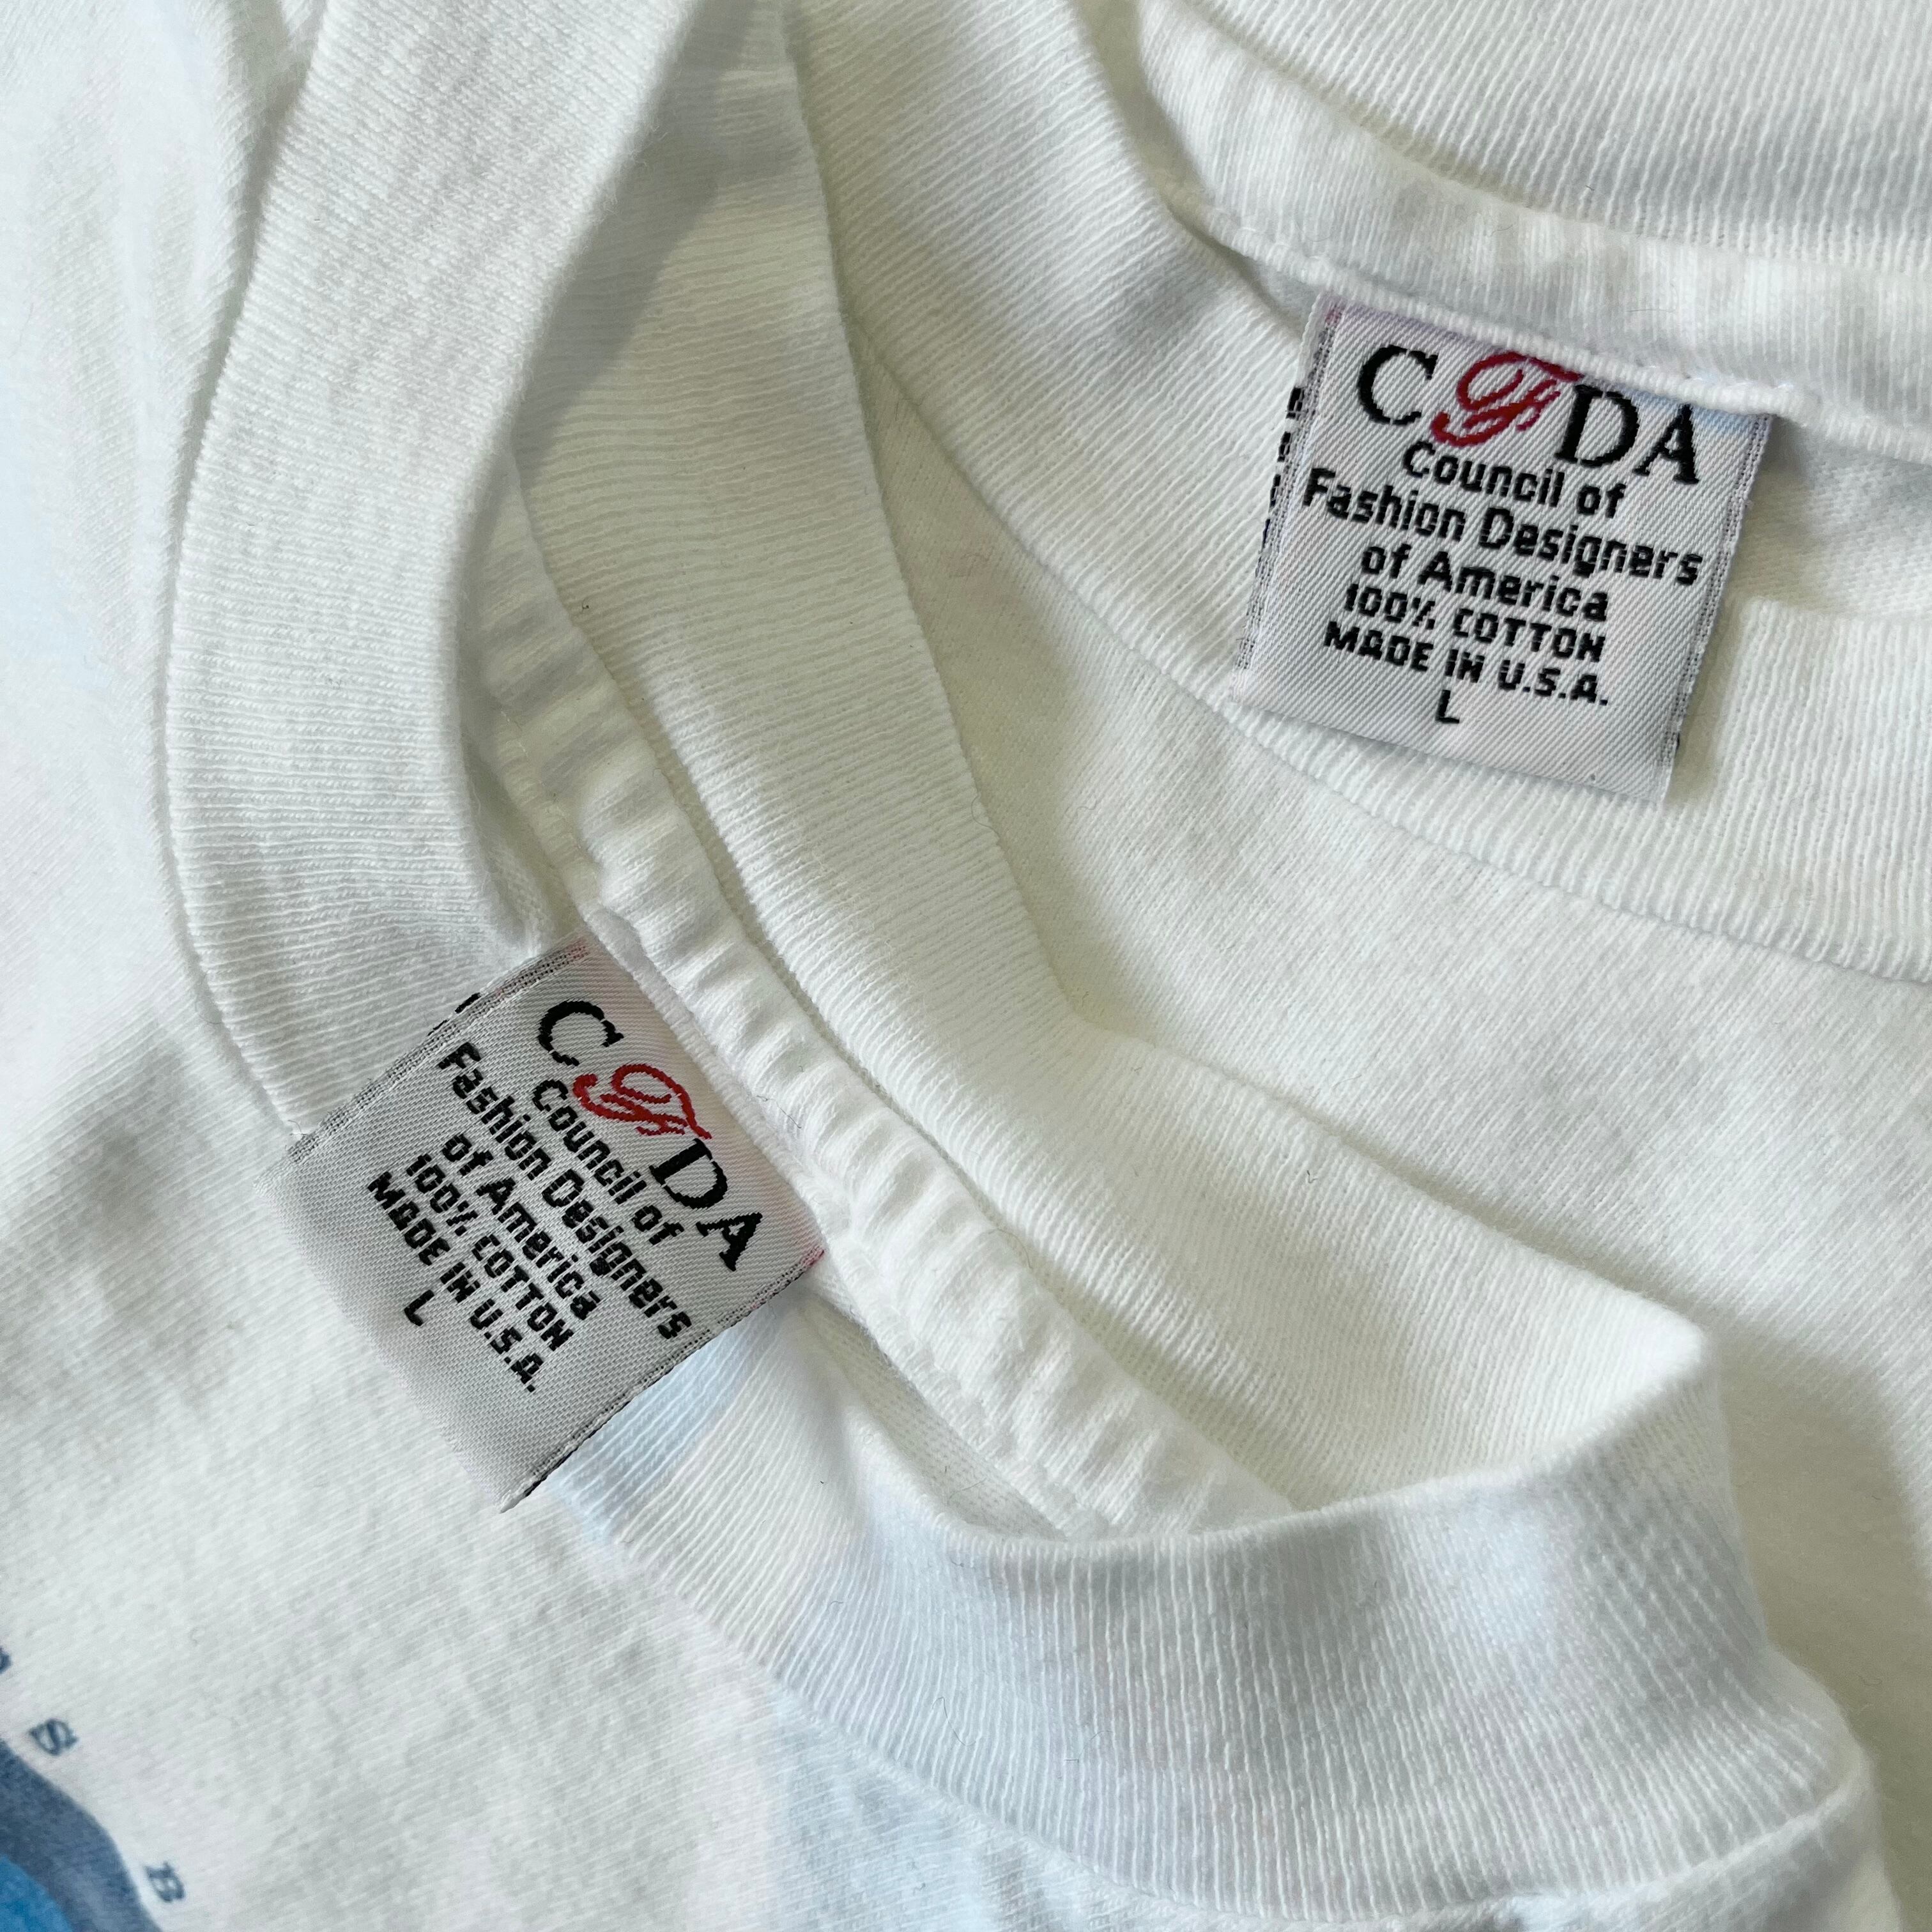 CFDA
Council of
Fashion Designers
of America
100% COTTON
MADE IN U.S.A.
L
CFDA
Council of
Fashion Designers
of America
100% COTTON
MADE IN U.S.A.
L
S B